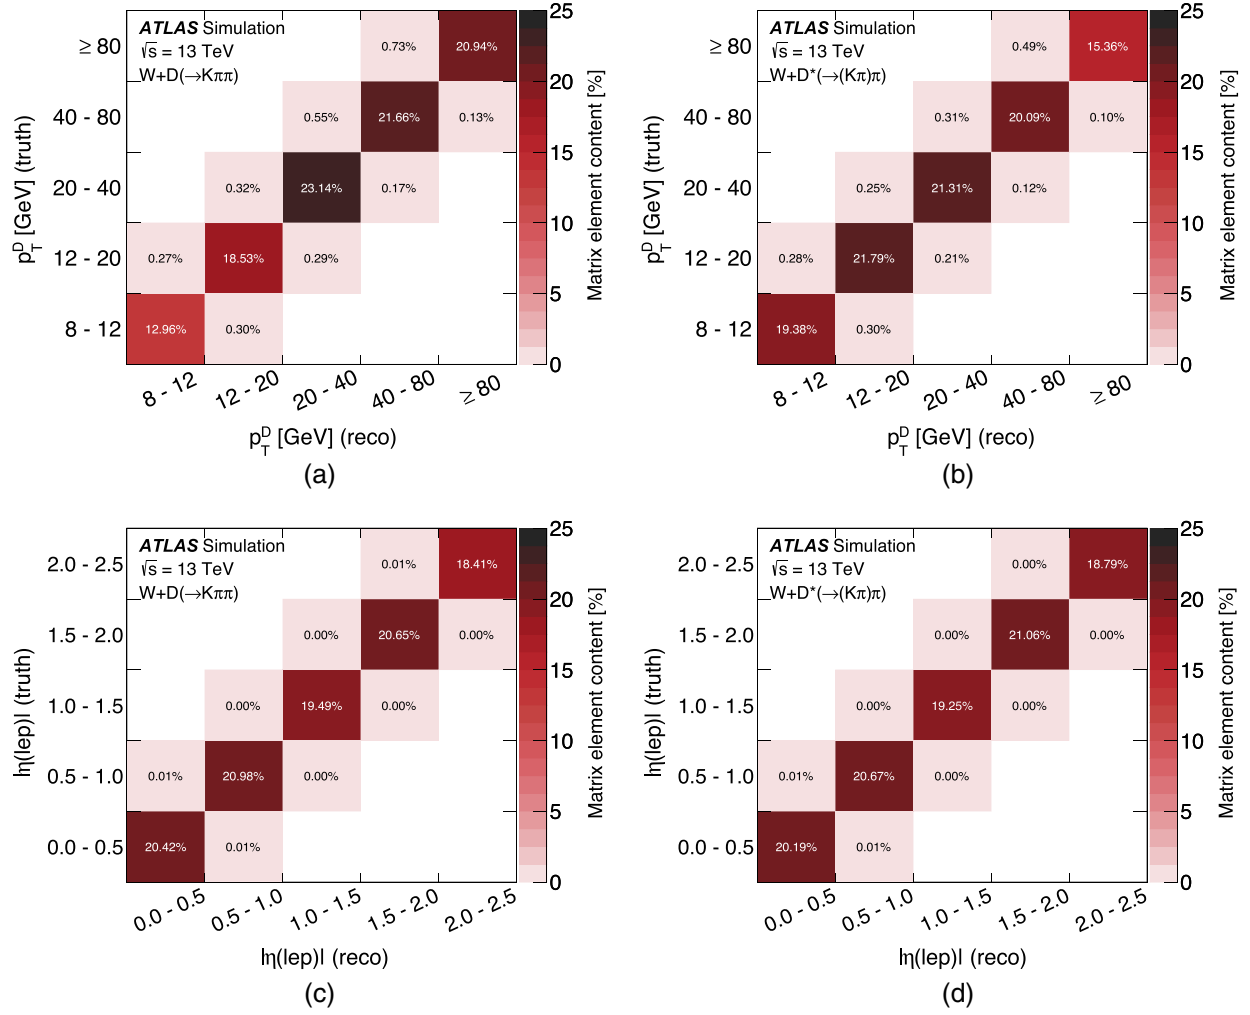 ATLAS Simulation
√s = 13 TeV
W+D(→Kππ)
≥ 80
40 - 80
20 - 40
12 - 20
8 - 12
p_T^D [GeV] (truth)
0.73% 20.94%
0.55% 21.66% 0.13%
0.32% 23.14% 0.17%
0.27% 18.53% 0.29%
12.96% 0.30%
8 - 12 12 - 20 20 - 40 40 - 80 ≥ 80
p_T^D [GeV] (reco)
25
20
15
10
5
0
Matrix element content [%]
(a)
ATLAS Simulation
√s = 13 TeV
W+D*(→(Kπ)π)
≥ 80
40 - 80
20 - 40
12 - 20
8 - 12
p_T^D [GeV] (truth)
0.49% 15.36%
0.31% 20.09% 0.10%
0.25% 21.31% 0.12%
0.28% 21.79% 0.21%
19.38% 0.30%
8 - 12 12 - 20 20 - 40 40 - 80 ≥ 80
p_T^D [GeV] (reco)
25
20
15
10
5
0
Matrix element content [%]
(b)
ATLAS Simulation
√s = 13 TeV
W+D(→Kππ)
2.0 - 2.5
1.5 - 2.0
1.0 - 1.5
0.5 - 1.0
0.0 - 0.5
|η(lep)| (truth)
0.01% 18.41%
0.00% 20.65% 0.00%
0.00% 19.49% 0.00%
0.01% 20.98% 0.00%
20.42% 0.01%
0.0 - 0.5 0.5 - 1.0 1.0 - 1.5 1.5 - 2.0 2.0 - 2.5
|η(lep)| (reco)
25
20
15
10
5
0
Matrix element content [%]
(c)
ATLAS Simulation
√s = 13 TeV
W+D*(→(Kπ)π)
2.0 - 2.5
1.5 - 2.0
1.0 - 1.5
0.5 - 1.0
0.0 - 0.5
|η(lep)| (truth)
0.00% 18.79%
0.00% 21.06% 0.00%
0.00% 19.25% 0.00%
0.01% 20.67% 0.00%
20.19% 0.01%
0.0 - 0.5 0.5 - 1.0 1.0 - 1.5 1.5 - 2.0 2.0 - 2.5
|η(lep)| (reco)
25
20
15
10
5
0
Matrix element content [%]
(d)